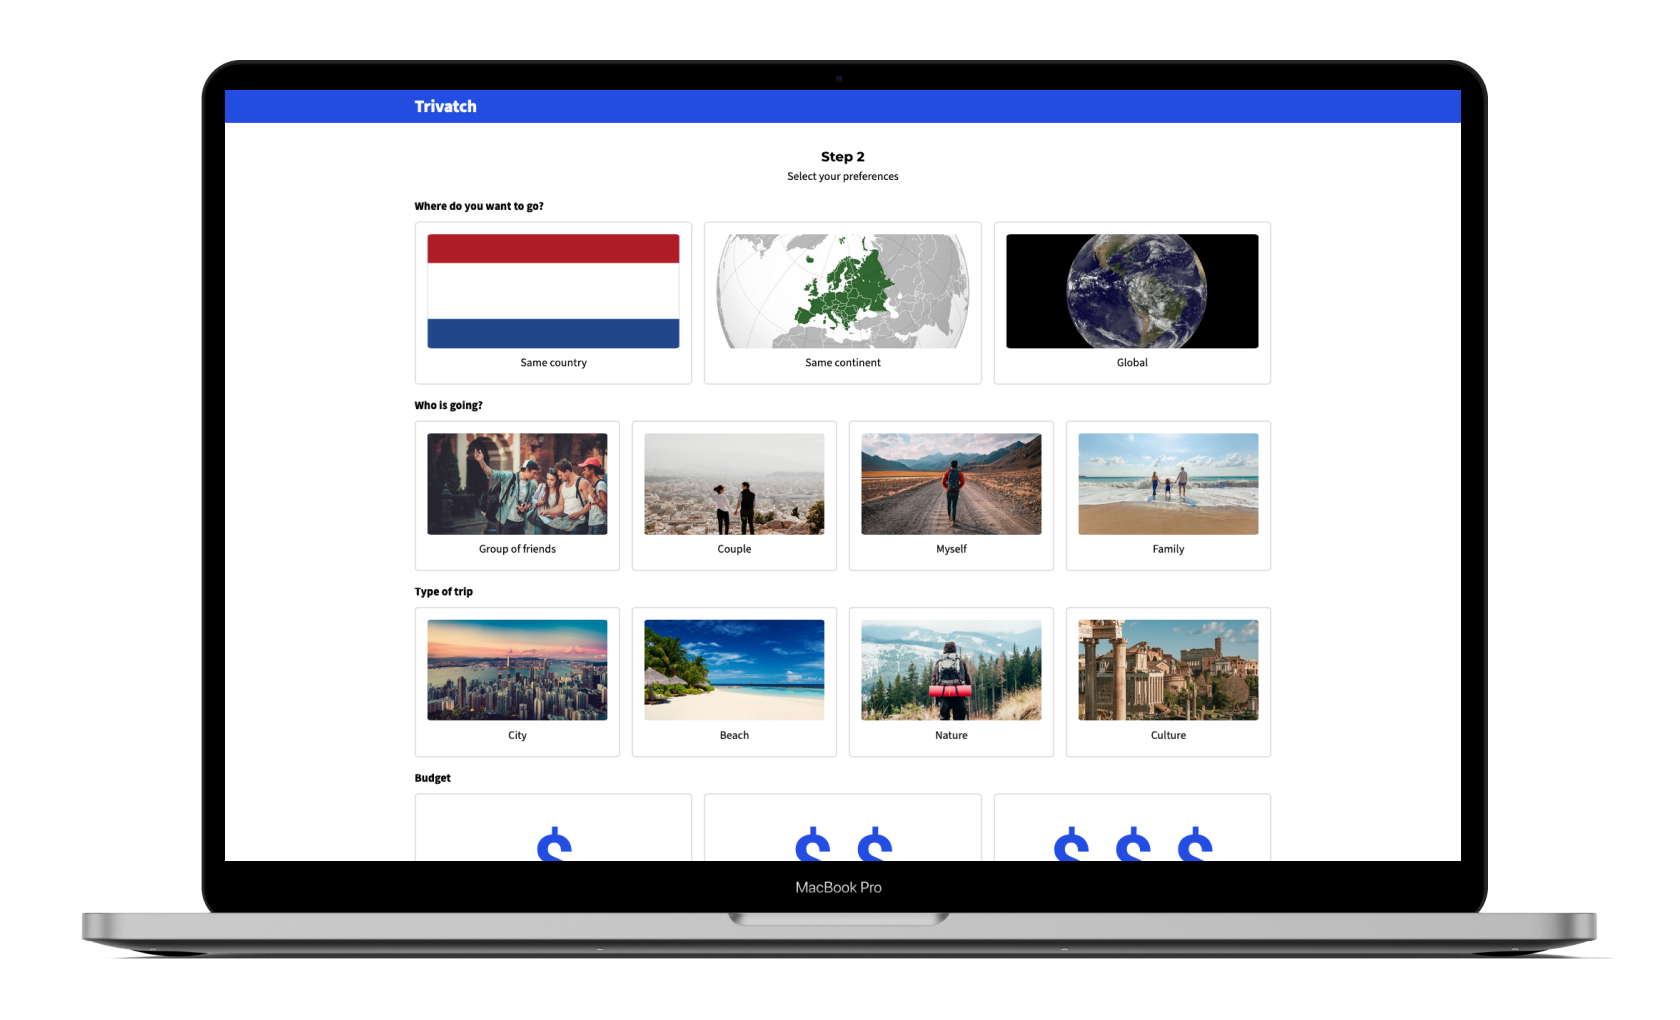 Trivatch
Step 2
Select your preferences
Where do you want to go?
Same country
Same continent
Global
Who is going?
Group of friends
Couple
Myself
Family
Type of trip
City
Beach
Nature
Culture
Budget
$
$ $
$ $ $
MacBook Pro